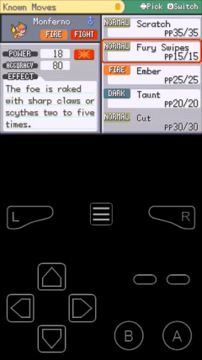 Known Moves
Pick Switch
Monferno ♂
FIRE FIGHT
POWER 18
ACCURACY 80
EFFECT
The foe is raked
with sharp claws or
scythes two to five
times.
NORMAL Scratch
PP35/35
NORMAL Fury Swipes
PP15/15
FIRE Ember
PP25/25
DARK Taunt
PP20/20
NORMAL Cut
PP30/30
L
R
B
A